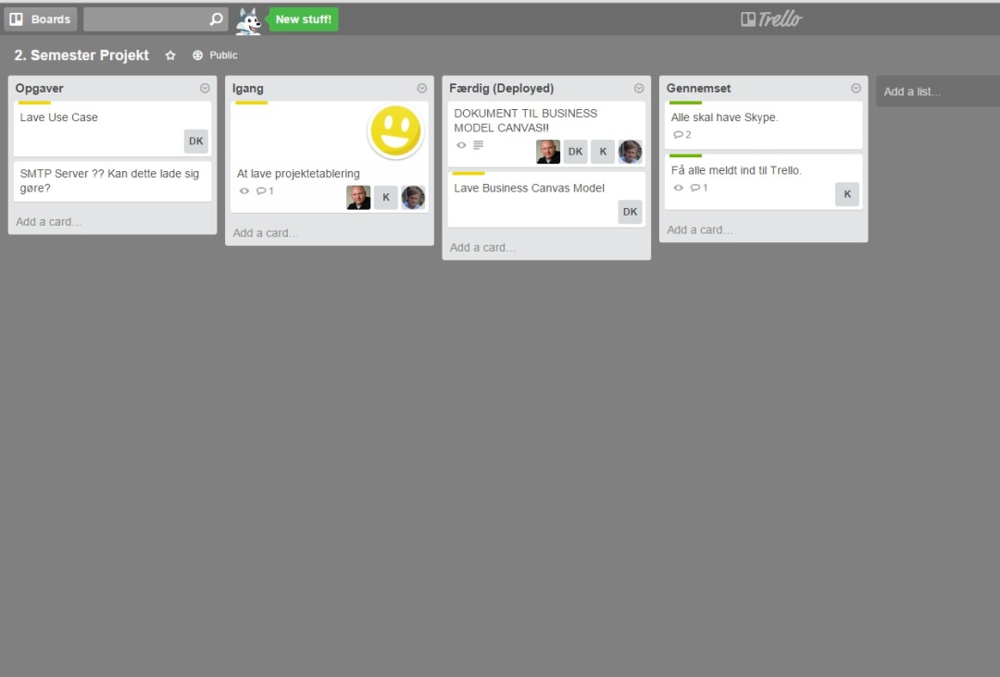 Boards
New stuff!
Trello
2. Semester Projekt
Public
Opgaver
Lave Use Case
DK
SMTP Server ?? Kan dette lade sig
gøre?
Add a card…
Igang
At lave projektetablering
1
K
Add a card…
Færdig (Deployed)
DOKUMENT TIL BUSINESS
MODEL CANVAS!!
DK K
Lave Business Canvas Model
DK
Add a card…
Gennemset
Alle skal have Skype.
2
Få alle meldt ind til Trello.
1
K
Add a card…
Add a list…